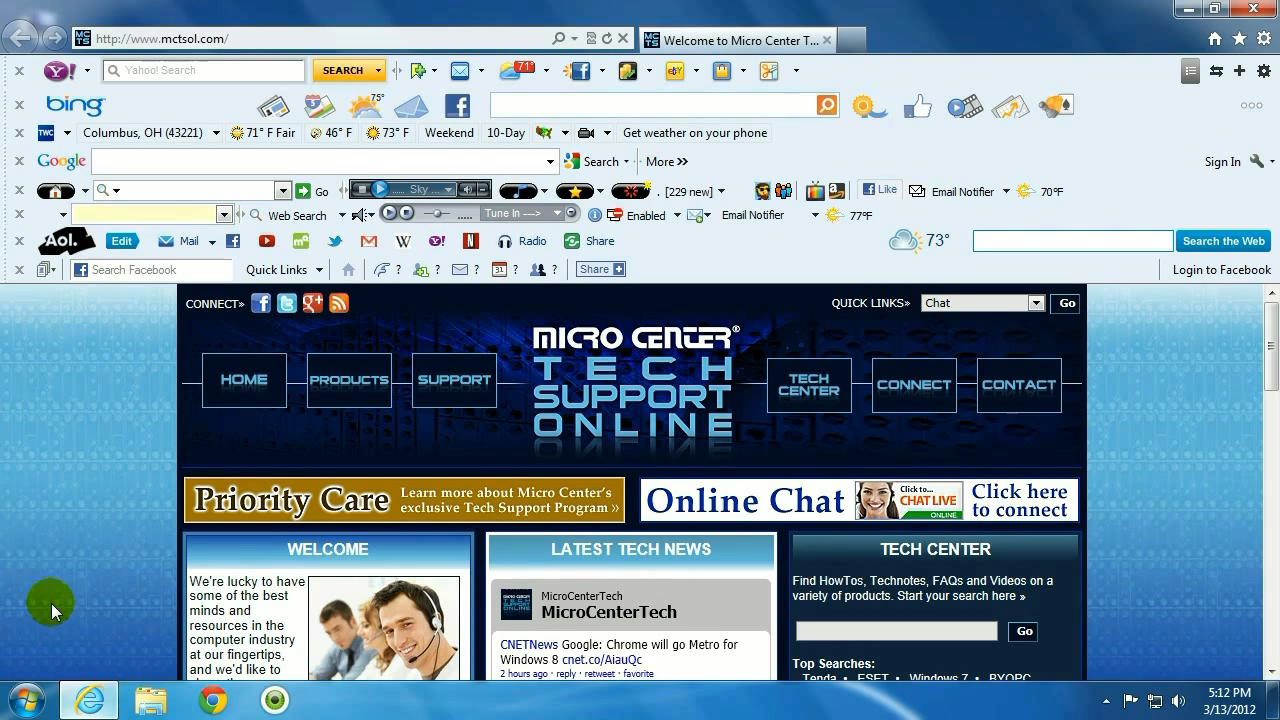 http://www.mctsol.com/
Welcome to Micro Center T...
Y! Yahoo! Search SEARCH 71°
bing 75°
TWC Columbus, OH (43221) 71° F Fair 46° F 73° F Weekend 10-Day Get weather on your phone
Google Search More » Sign In
Go ..... Sky ... [229 new] Like Email Notifier 70°F
Web Search ..... Tune In ---> Enabled Email Notifier 77°F
Aol. Edit Mail W Y! N Radio Share 73° Search the Web
Search Facebook Quick Links ? ? ? ? ? Share Login to Facebook
CONNECT» QUICK LINKS» Chat Go
MICRO CENTER®
TECH
SUPPORT
ONLINE
HOME PRODUCTS SUPPORT
TECH
CENTER
CONNECT CONTACT
Priority Care
Learn more about Micro Center's
exclusive Tech Support Program »
Online Chat
Click to...
CHAT LIVE
ONLINE
Click here
to connect
WELCOME
We're lucky to have
some of the best
minds and
resources in the
computer industry
at our fingertips,
and we'd like to
LATEST TECH NEWS
MicroCenterTech
MicroCenterTech
CNETNews Google: Chrome will go Metro for
Windows 8 cnet.co/AiauQc
2 hours ago · reply · retweet · favorite
TECH CENTER
Find HowTos, Technotes, FAQs and Videos on a
variety of products. Start your search here »
Go
Top Searches:
Tenda • ESET • Windows 7 • BYOPC
5:12 PM
3/13/2012